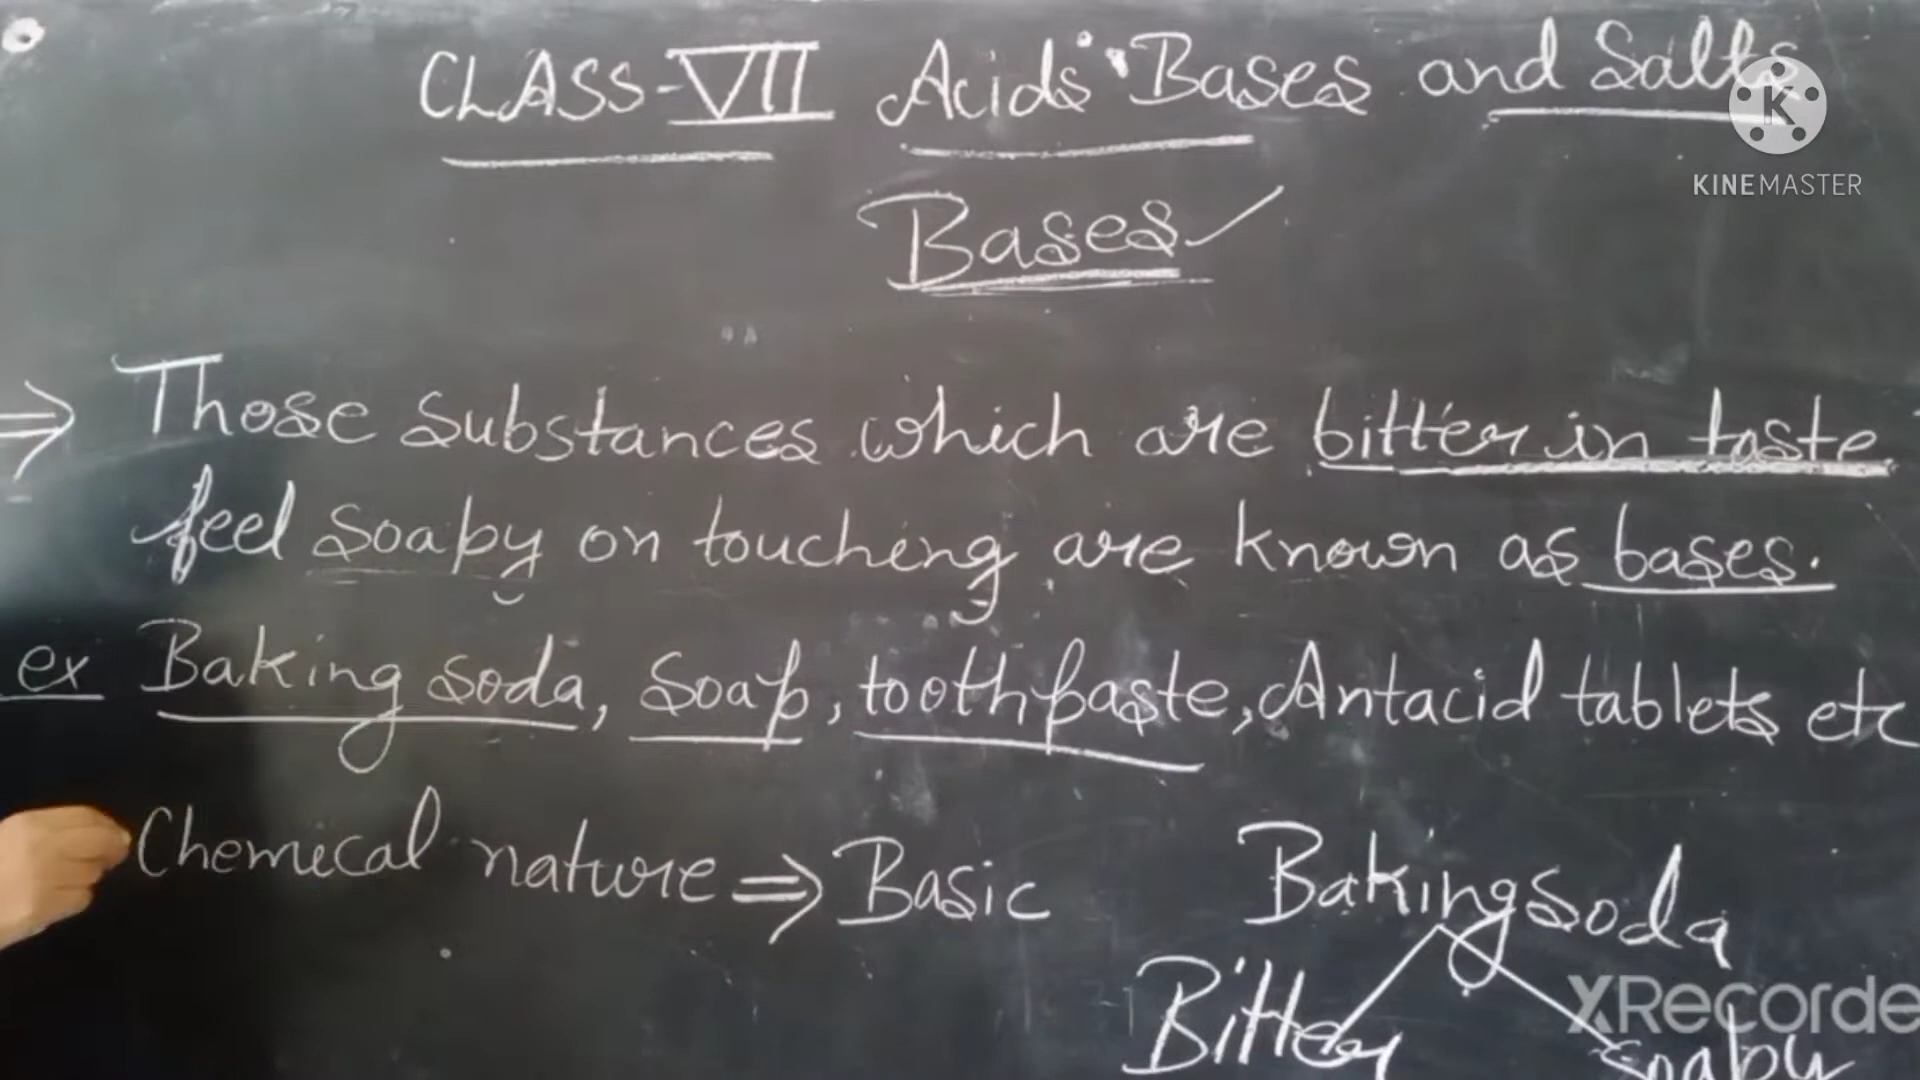 CLASS-VII Acids Bases and Salts
KINEMASTER
Bases
⇒ Those substances which are bitter in taste
feel soapy on touching are known as bases.
ex Baking soda, Soap, toothpaste, Antacid tablets etc
Chemical nature ⇒ Basic
Baking soda
Bitter soapy
XRecorde